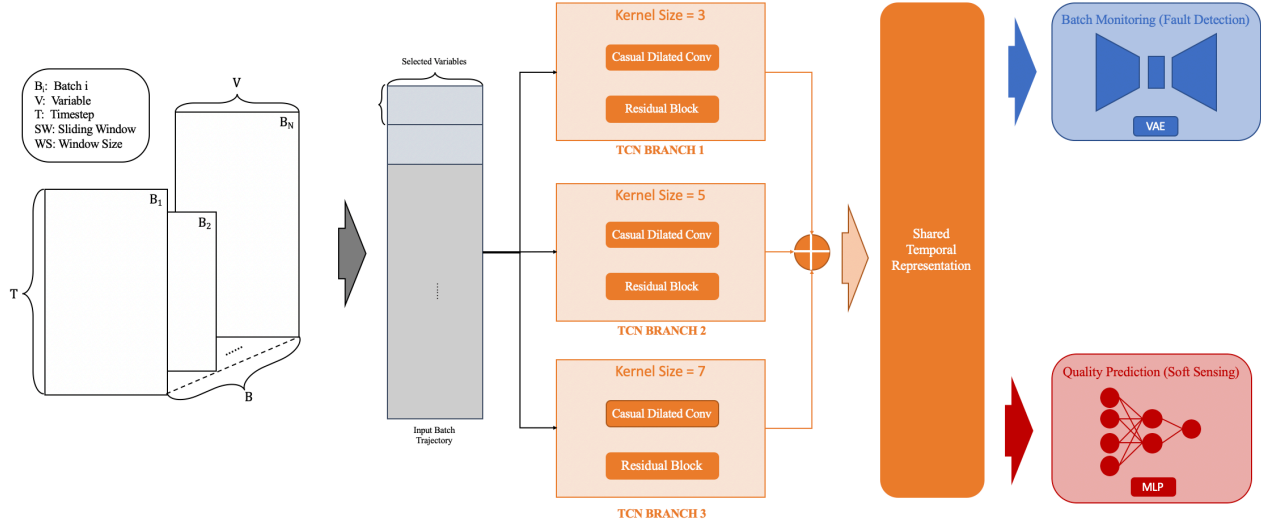 Bi: Batch i
V: Variable
T: Timestep
SW: Sliding Window
WS: Window Size
V
BN
B1
B2
T
......
B
Selected Variables
......
Input Batch
Trajectory
Kernel Size = 3
Casual Dilated Conv
Residual Block
TCN BRANCH 1
Kernel Size = 5
Casual Dilated Conv
Residual Block
TCN BRANCH 2
Kernel Size = 7
Casual Dilated Conv
Residual Block
TCN BRANCH 3
Shared
Temporal
Representation
Batch Monitoring (Fault Detection)
VAE
Quality Prediction (Soft Sensing)
MLP